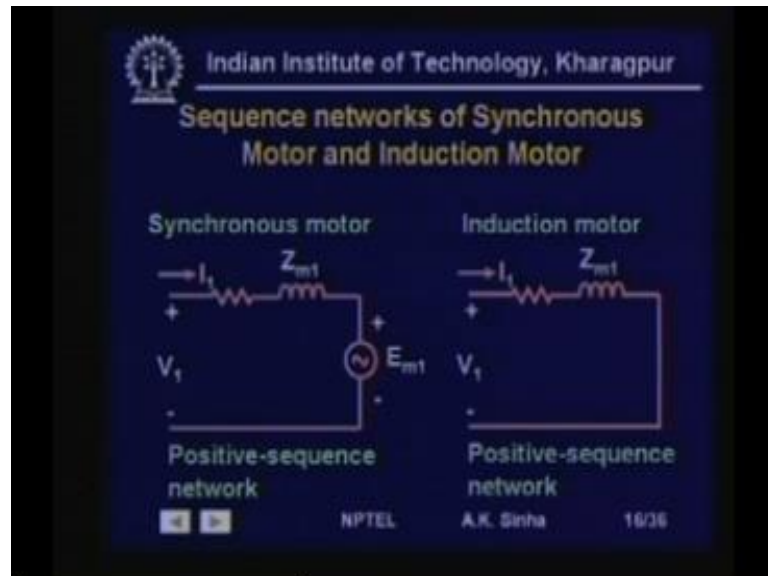 Indian Institute of Technology, Kharagpur
Sequence networks of Synchronous
Motor and Induction Motor
Synchronous motor
I1
Zm1
+
V1
-
+
Em1
-
Positive-sequence
network
Induction motor
I1
Zm1
+
V1
-
Positive-sequence
network
NPTEL
A.K. Sinha
16/36